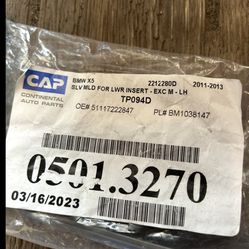 CAP
CONTINENTAL
AUTO PARTS
BMW X5 2212280D 2011-2013
SLV MLD FOR LWR INSERT - EXC M - LH
TP094D
OE# 51117222847 PL# BM1038147
0501.3270
03/16/2023